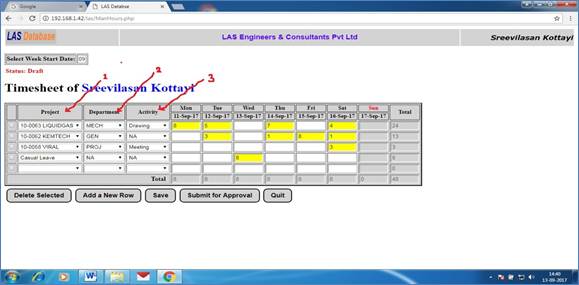 Google
LAS Database
192.168.1.42/las/ManHours.php
LAS Database
LAS Engineers & Consultants Pvt Ltd
Sreevilasan Kottayi
Select Week Start Date: 09
Status: Draft
1 2 3
Timesheet of Sreevilasan Kottayi
Project Department Activity Mon Tue Wed Thu Fri Sat Sun Total
11-Sep-17 12-Sep-17 13-Sep-17 14-Sep-17 15-Sep-17 16-Sep-17 17-Sep-17
10-0063 LIQUIDGAS MECH Drawing 8 5 7 4 24
10-0062 KEMTECH GEN NA 3 1 8 1 13
10-0058 VIRAL PROJ Meeting 3 3
Casual Leave NA NA 8 8
0
Total 8 8 8 8 8 8 0 48
Delete Selected Add a New Row Save Submit for Approval Quit
14:40
13-09-2017